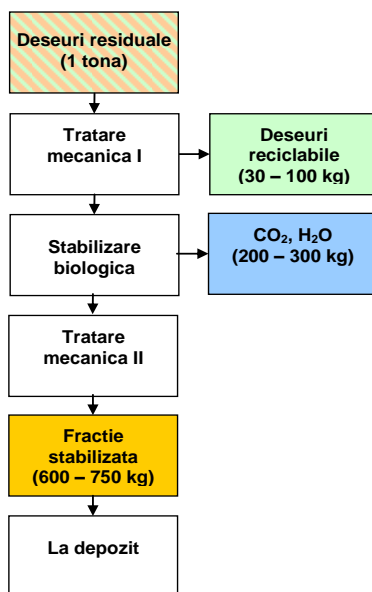 Deseuri residuale
(1 tona)
Tratare
mecanica I
Deseuri
reciclabile
(30 – 100 kg)
Stabilizare
biologica
CO₂, H₂O
(200 – 300 kg)
Tratare
mecanica II
Fractie
stabilizata
(600 – 750 kg)
La depozit